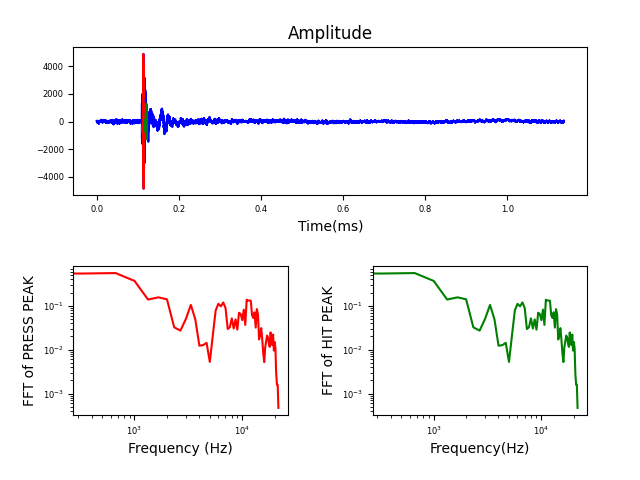 Amplitude
4000
2000
0
−2000
−4000
0.0 0.2 0.4 0.6 0.8 1.0
Time(ms)
FFT of PRESS PEAK
10⁻¹
10⁻²
10⁻³
10³ 10⁴
Frequency (Hz)
FFT of HIT PEAK
10⁻¹
10⁻²
10⁻³
10³ 10⁴
Frequency(Hz)